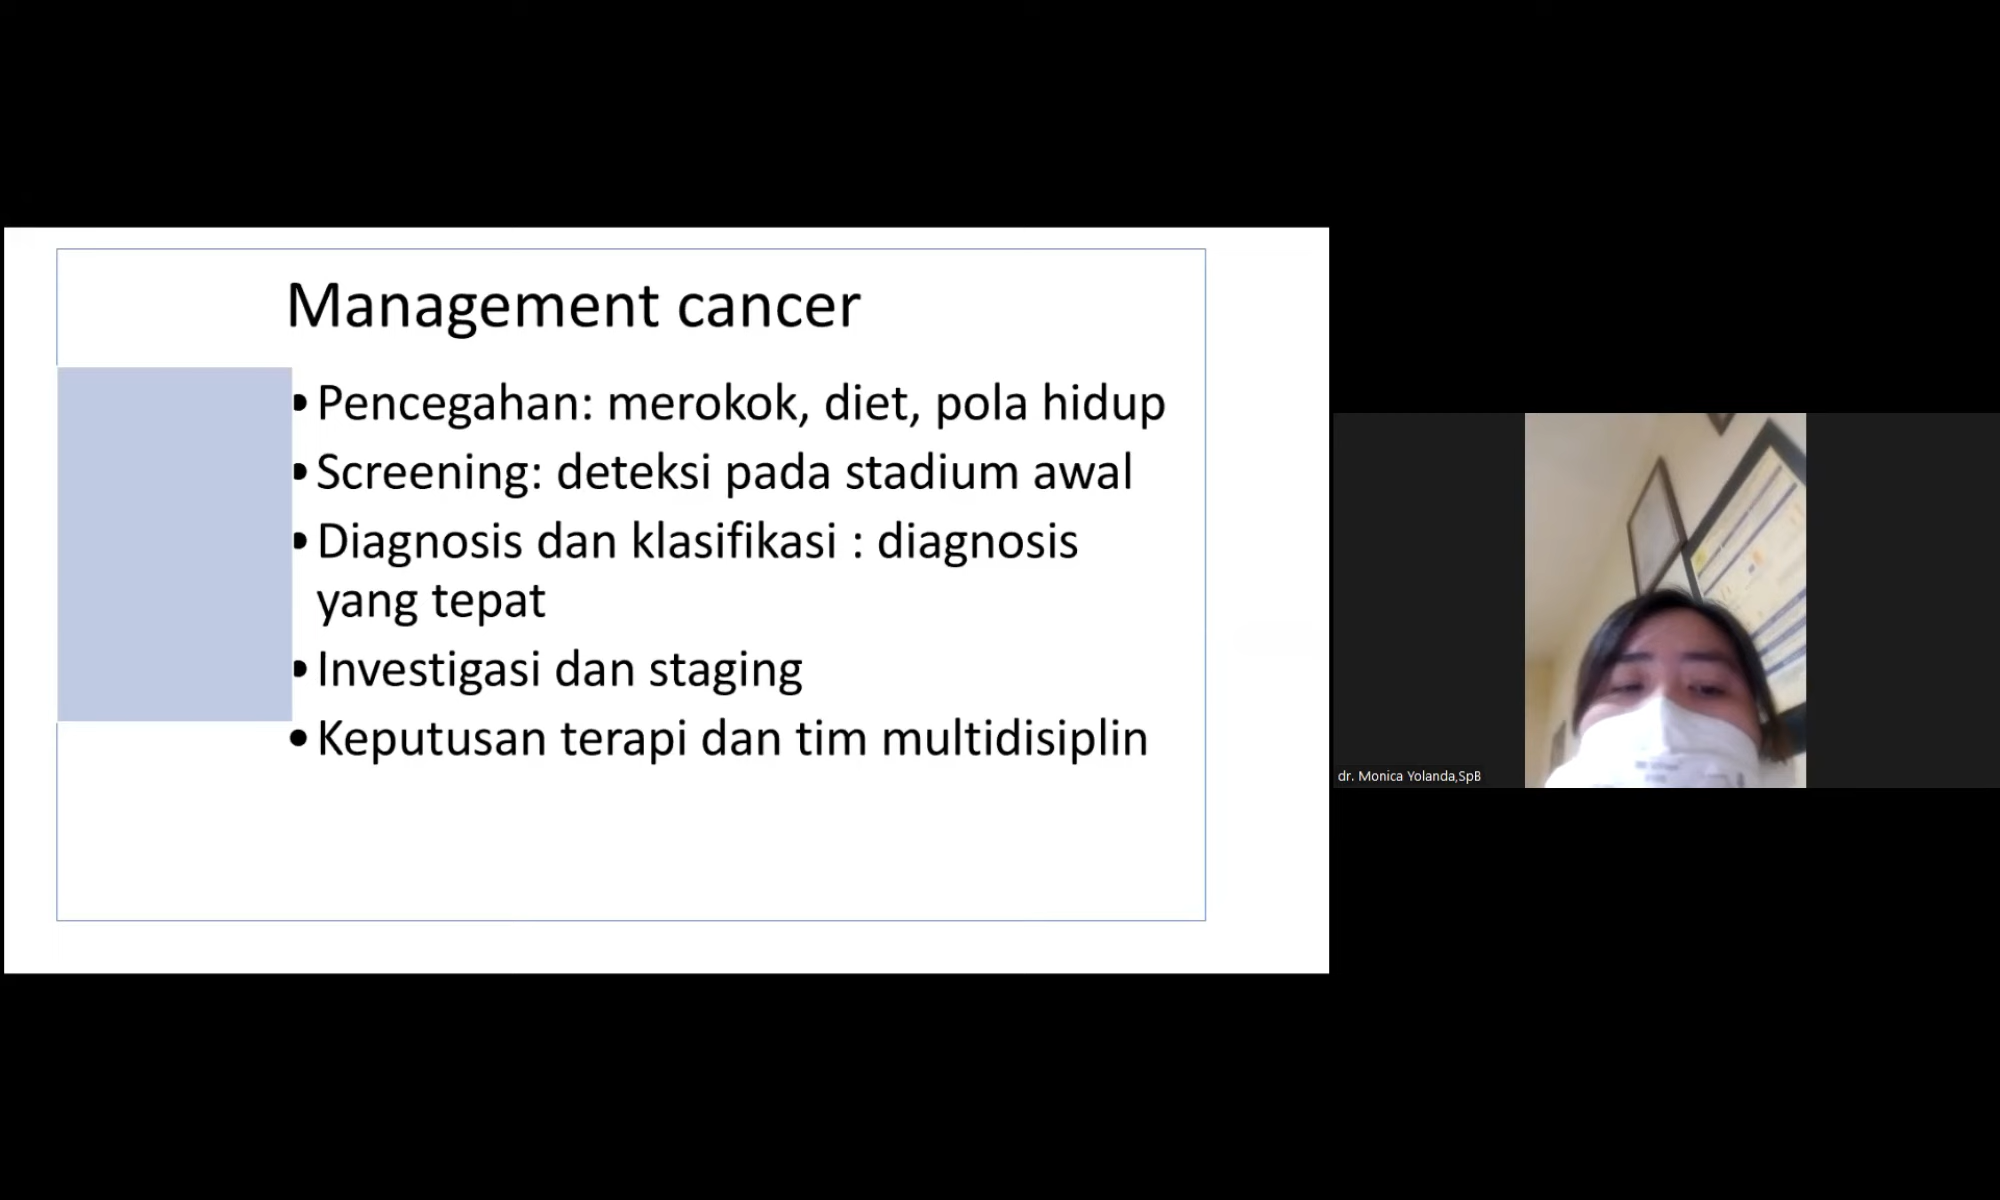 Management cancer
• Pencegahan: merokok, diet, pola hidup
• Screening: deteksi pada stadium awal
• Diagnosis dan klasifikasi : diagnosis
yang tepat
• Investigasi dan staging
• Keputusan terapi dan tim multidisiplin
dr. Monica Yolanda,SpB